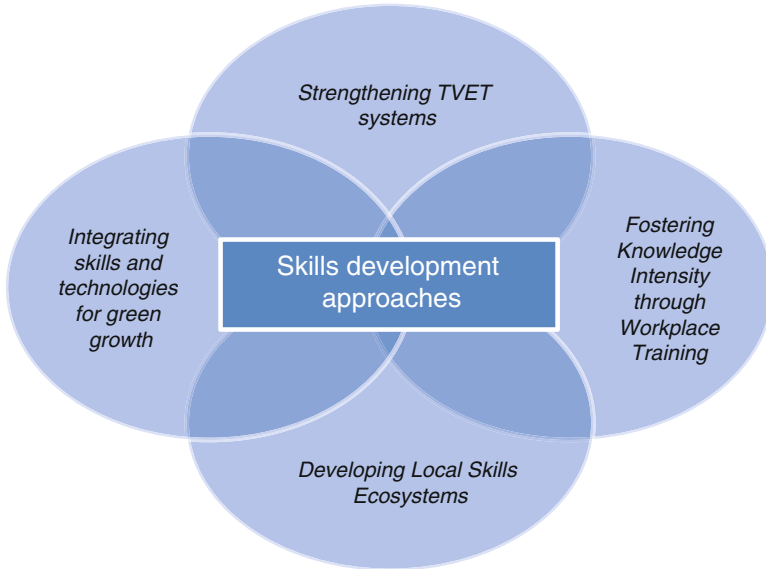 Strengthening TVET
systems
Integrating
skills and
technologies
for green
growth
Skills development
approaches
Fostering
Knowledge
Intensity
through
Workplace
Training
Developing Local Skills
Ecosystems